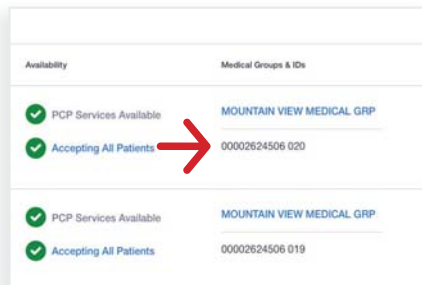 Availability
Medical Groups & IDs
PCP Services Available
MOUNTAIN VIEW MEDICAL GRP
Accepting All Patients
00002624506 020
PCP Services Available
MOUNTAIN VIEW MEDICAL GRP
Accepting All Patients
00002624506 019